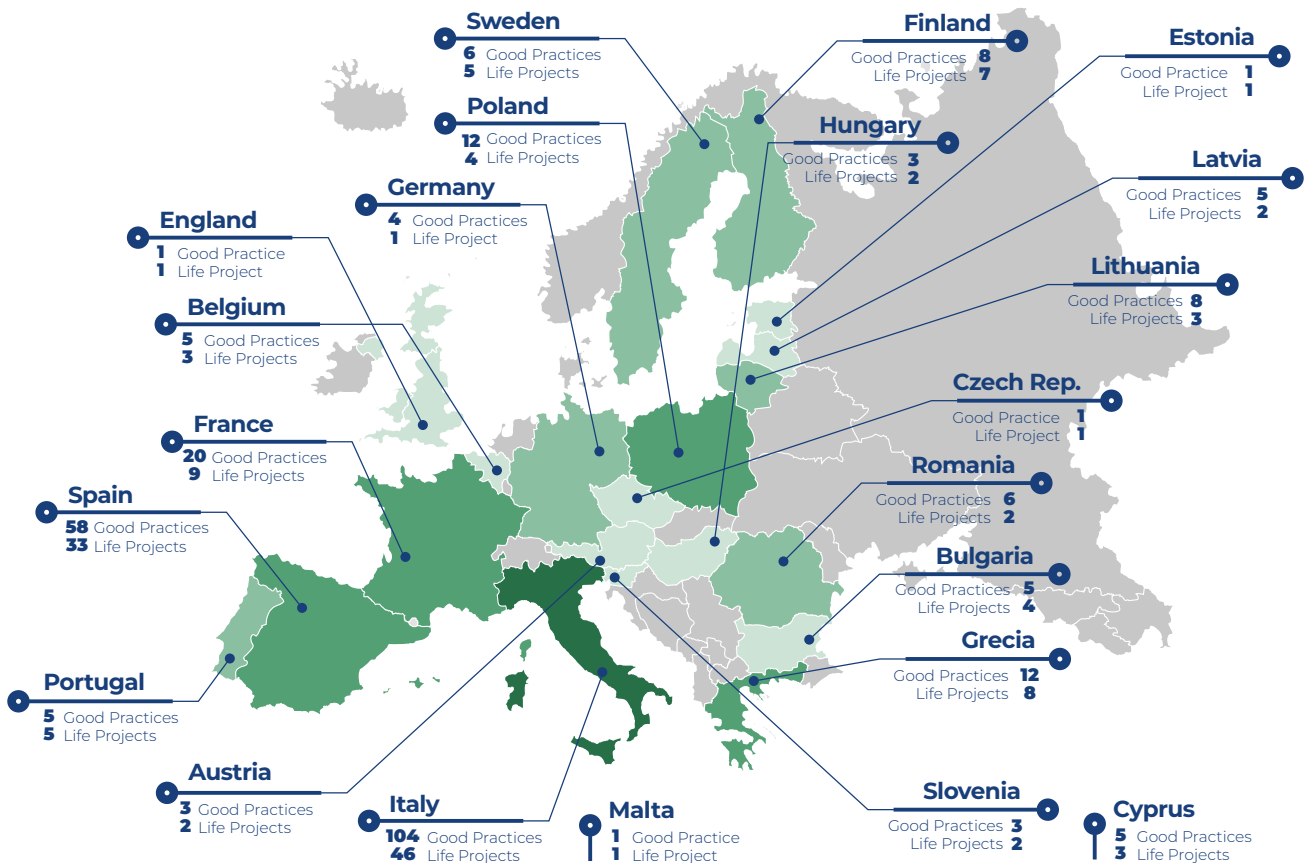 Sweden
6 Good Practices
5 Life Projects
Finland
Good Practices 8
Life Projects 7
Estonia
Good Practice 1
Life Project 1
Poland
12 Good Practices
4 Life Projects
Hungary
Good Practices 3
Life Projects 2
Latvia
Good Practices 5
Life Projects 2
Germany
4 Good Practices
1 Life Project
England
1 Good Practice
1 Life Project
Lithuania
Good Practices 8
Life Projects 3
Belgium
5 Good Practices
3 Life Projects
Czech Rep.
Good Practice 1
Life Project 1
France
20 Good Practices
9 Life Projects
Romania
Good Practices 6
Life Projects 2
Spain
58 Good Practices
33 Life Projects
Bulgaria
Good Practices 5
Life Projects 4
Grecia
Good Practices 12
Life Projects 8
Portugal
5 Good Practices
5 Life Projects
Austria
3 Good Practices
2 Life Projects
Italy
104 Good Practices
46 Life Projects
Malta
1 Good Practice
1 Life Project
Slovenia
Good Practices 3
Life Projects 2
Cyprus
5 Good Practices
3 Life Projects